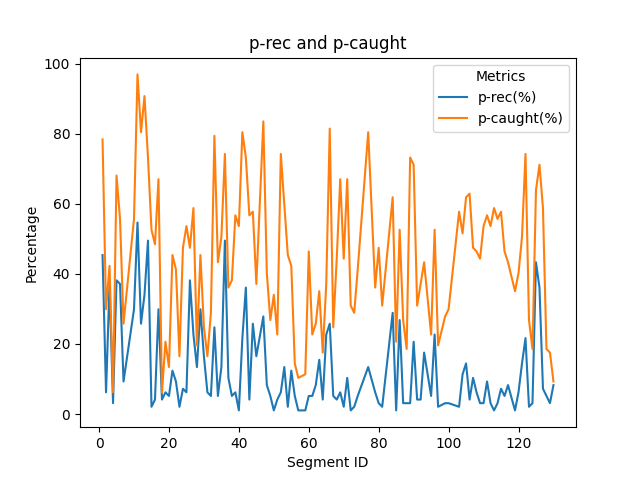 p-rec and p-caught
Metrics
p-rec(%)
p-caught(%)
Percentage
100
80
60
40
20
0
0 20 40 60 80 100 120
Segment ID